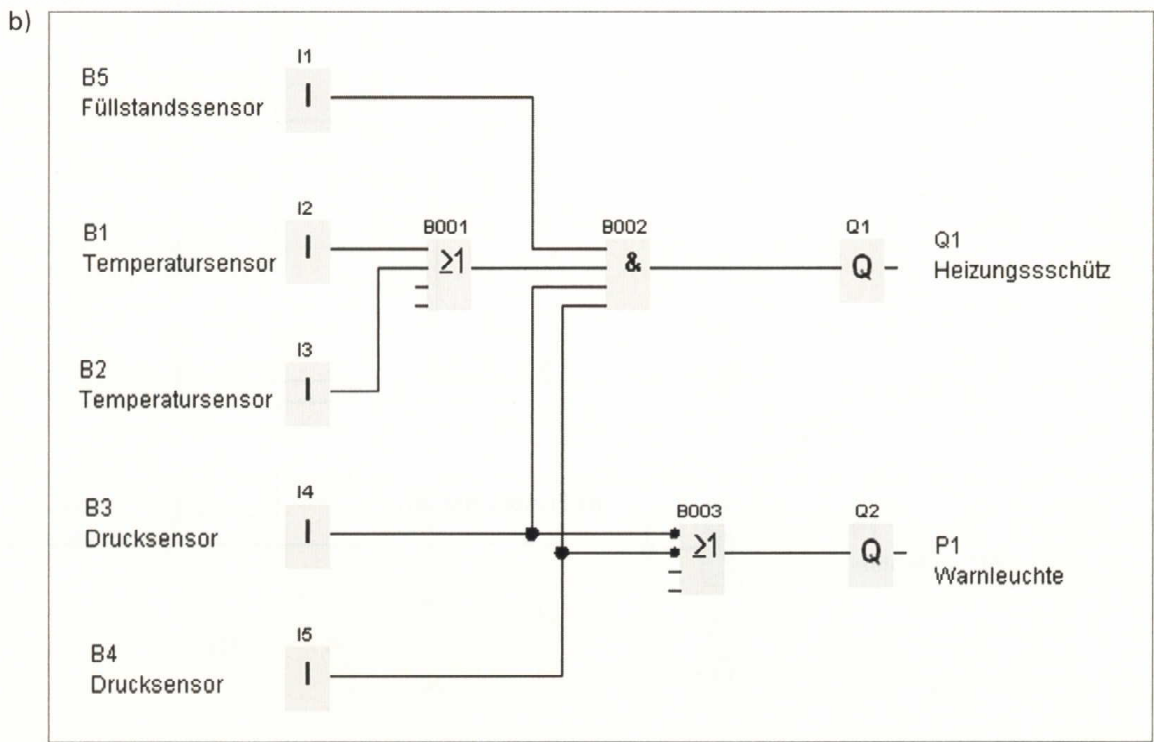 b)
I1
B5
Füllstandssensor
I
I2
B1
Temperatursensor
I
B001
≥1
B002
&
Q1
Q
Q1
Heizungssschütz
I3
B2
Temperatursensor
I
I4
B3
Drucksensor
I
B003
≥1
Q2
Q
P1
Warnleuchte
I5
B4
Drucksensor
I